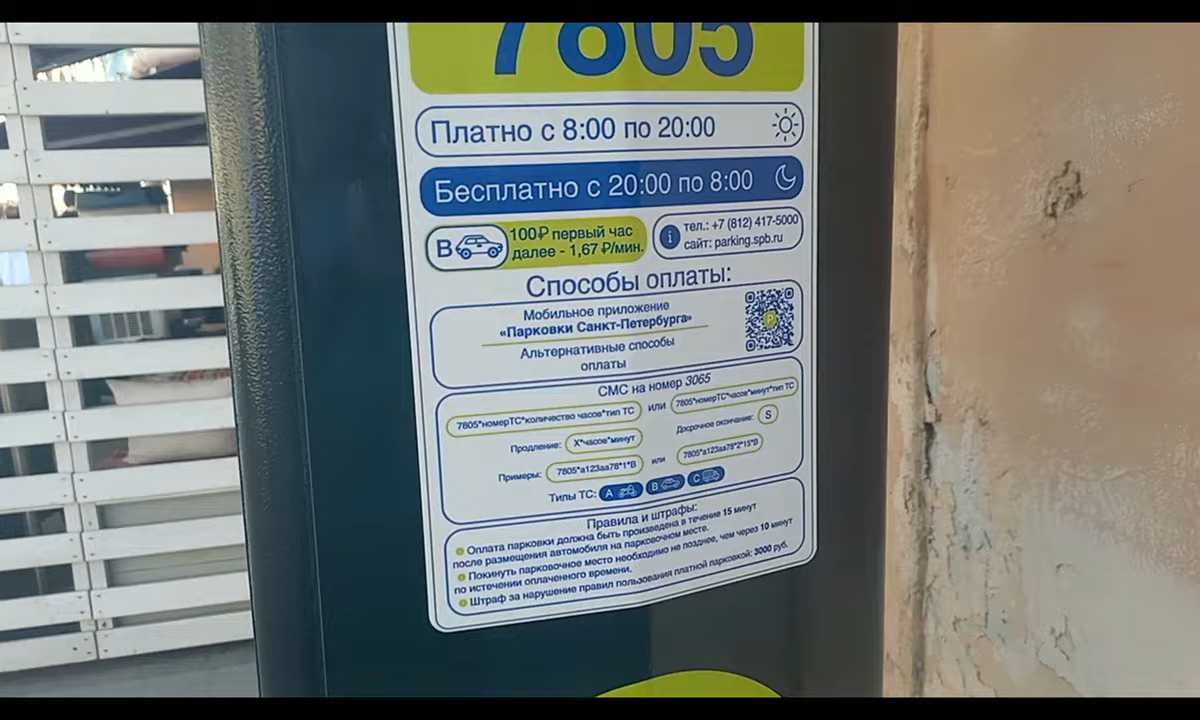 7805
Платно с 8:00 по 20:00
Бесплатно с 20:00 по 8:00
B
100₽ первый час
далее - 1,67 ₽/мин.
i
тел.: +7 (812) 417-5000
сайт: parking.spb.ru
Способы оплаты:
Мобильное приложение
«Парковки Санкт-Петербурга»
Альтернативные способы
оплаты
P
СМС на номер 3065
7805*номерТС*количество часов*тип ТС или 7805*номерТС*часов*минут*тип ТС
Продление: X*часов*минут Досрочное окончание: S
Примеры: 7805*а123аа78*1*В или 7805*а123аа78*2*15*В
Типы ТС: A B C
Правила и штрафы:
Оплата парковки должна быть произведена в течение 15 минут
после размещения автомобиля на парковочном месте.
Покинуть парковочное место необходимо не позднее, чем через 10 минут
по истечении оплаченного времени.
Штраф за нарушение правил пользования платной парковкой: 3000 руб.